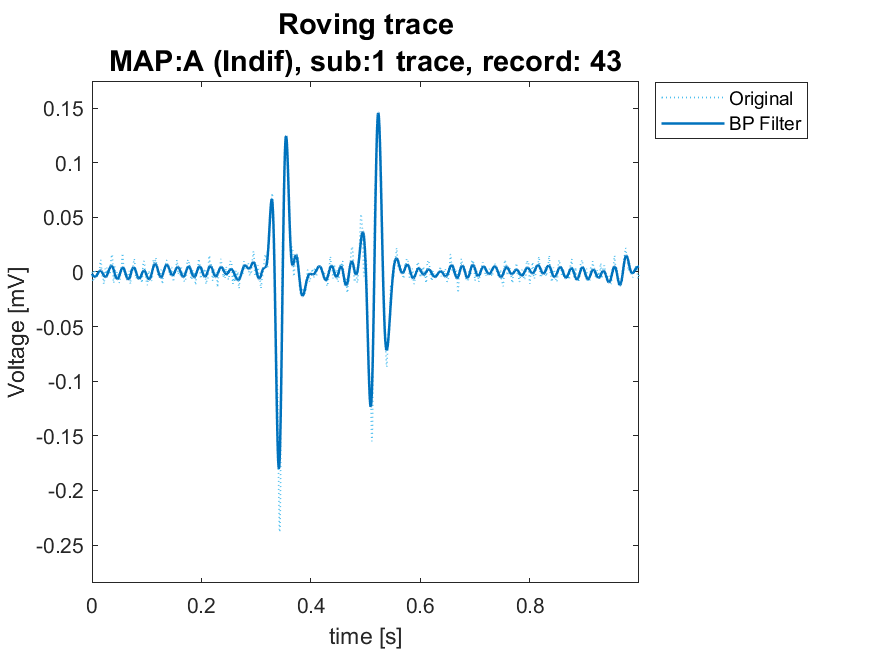 Roving trace
MAP:A (Indif), sub:1 trace, record: 43
Original
BP Filter
0.15
0.1
0.05
0
-0.05
-0.1
-0.15
-0.2
-0.25
Voltage [mV]
0 0.2 0.4 0.6 0.8
time [s]